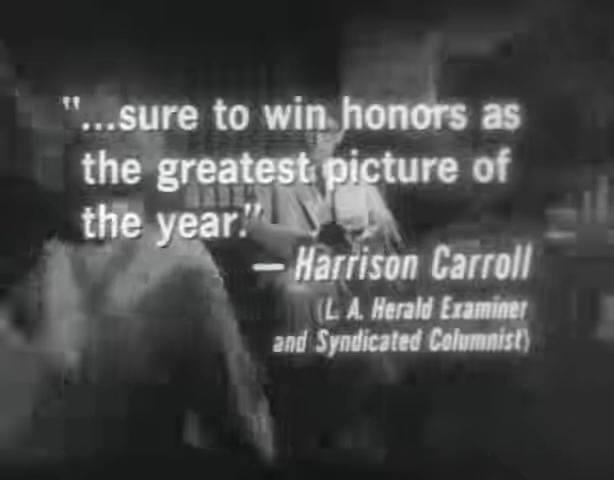 "...sure to win honors as
the greatest picture of
the year."
— Harrison Carroll
(L. A. Herald Examiner
and Syndicated Columnist)